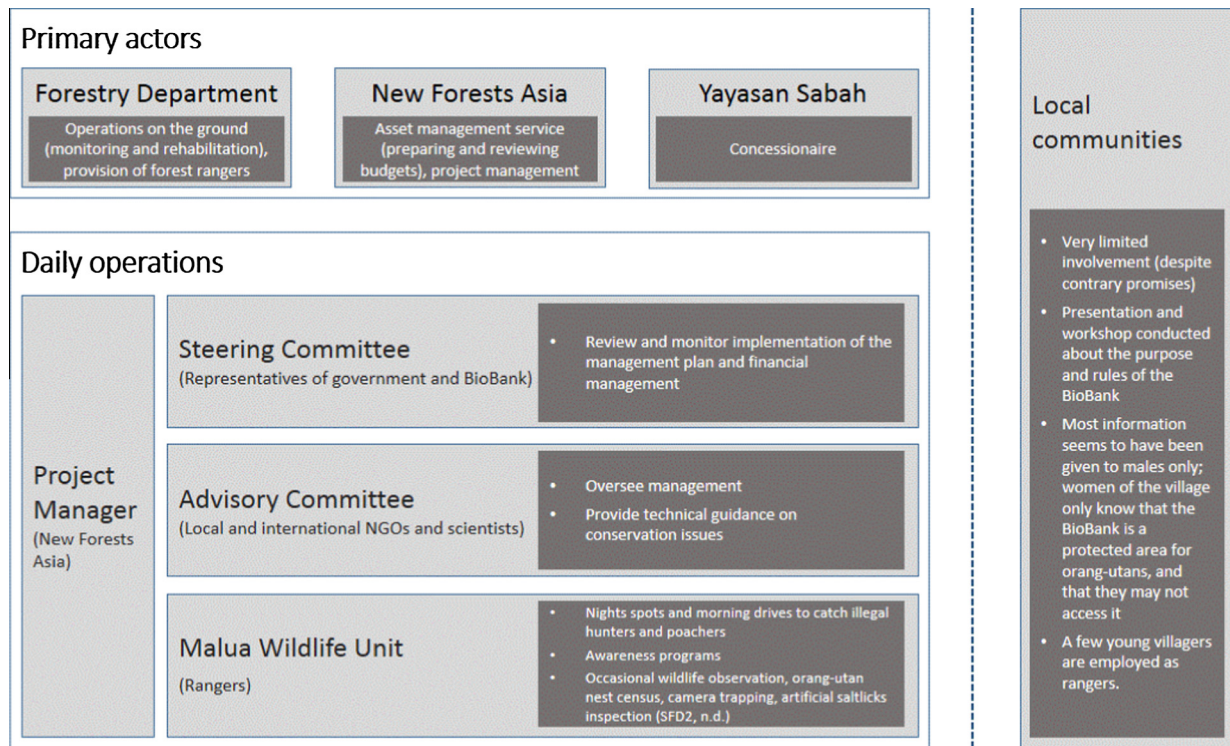 Primary actors
Forestry Department
Operations on the ground
(monitoring and rehabilitation),
provision of forest rangers
New Forests Asia
Asset management service
(preparing and reviewing
budgets), project management
Yayasan Sabah
Concessionaire
Daily operations
Project
Manager
(New Forests
Asia)
Steering Committee
(Representatives of government and BioBank)
• Review and monitor implementation of the
management plan and financial
management
Advisory Committee
(Local and international NGOs and scientists)
• Oversee management
• Provide technical guidance on
conservation issues
Malua Wildlife Unit
(Rangers)
• Nights spots and morning drives to catch illegal
hunters and poachers
• Awareness programs
• Occasional wildlife observation, orang-utan
nest census, camera trapping, artificial saltlicks
inspection (SFD2, n.d.)
Local
communities
• Very limited
involvement (despite
contrary promises)
• Presentation and
workshop conducted
about the purpose
and rules of the
BioBank
• Most information
seems to have been
given to males only;
women of the village
only know that the
BioBank is a
protected area for
orang-utans, and
that they may not
access it
• A few young villagers
are employed as
rangers.